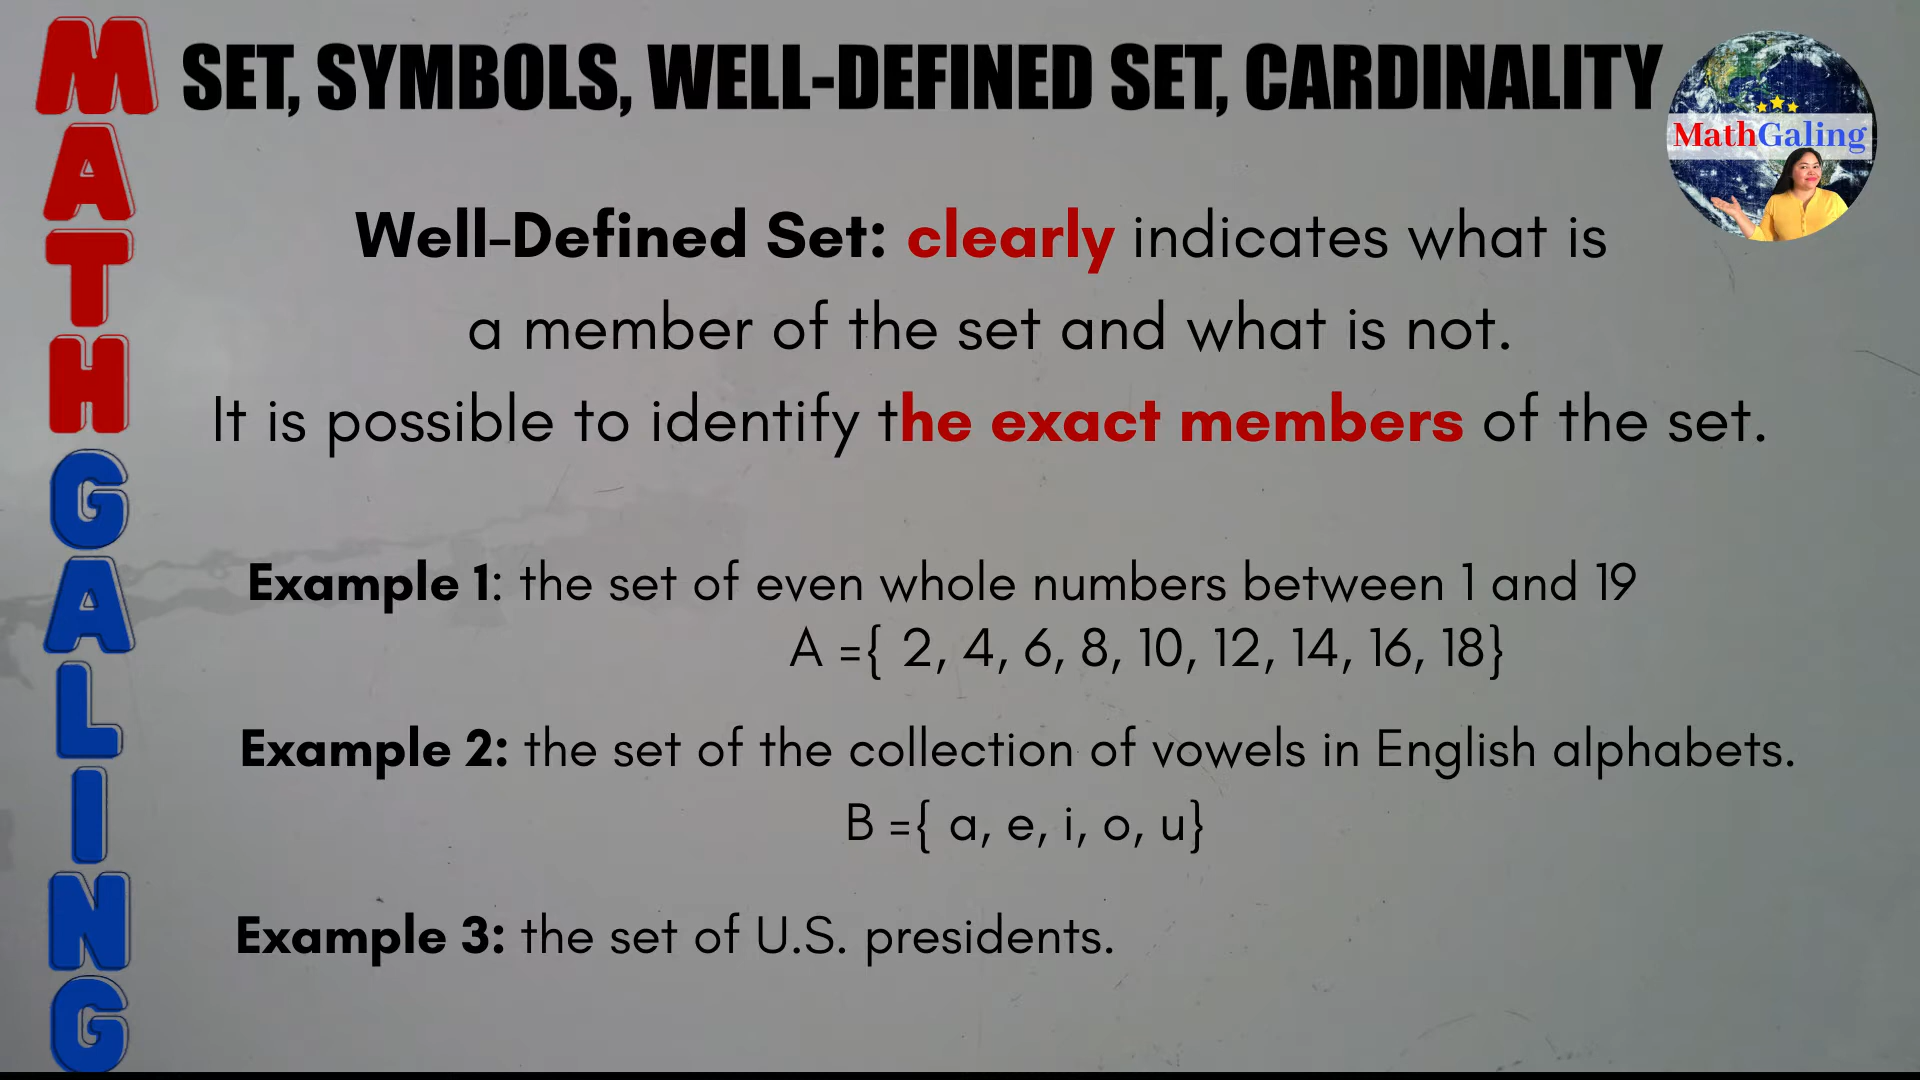 MATH GALING
SET, SYMBOLS, WELL-DEFINED SET, CARDINALITY
MathGaling
Well-Defined Set: clearly indicates what is
a member of the set and what is not.
It is possible to identify the exact members of the set.
Example 1: the set of even whole numbers between 1 and 19
A ={ 2, 4, 6, 8, 10, 12, 14, 16, 18}
Example 2: the set of the collection of vowels in English alphabets.
B ={ a, e, i, o, u}
Example 3: the set of U.S. presidents.